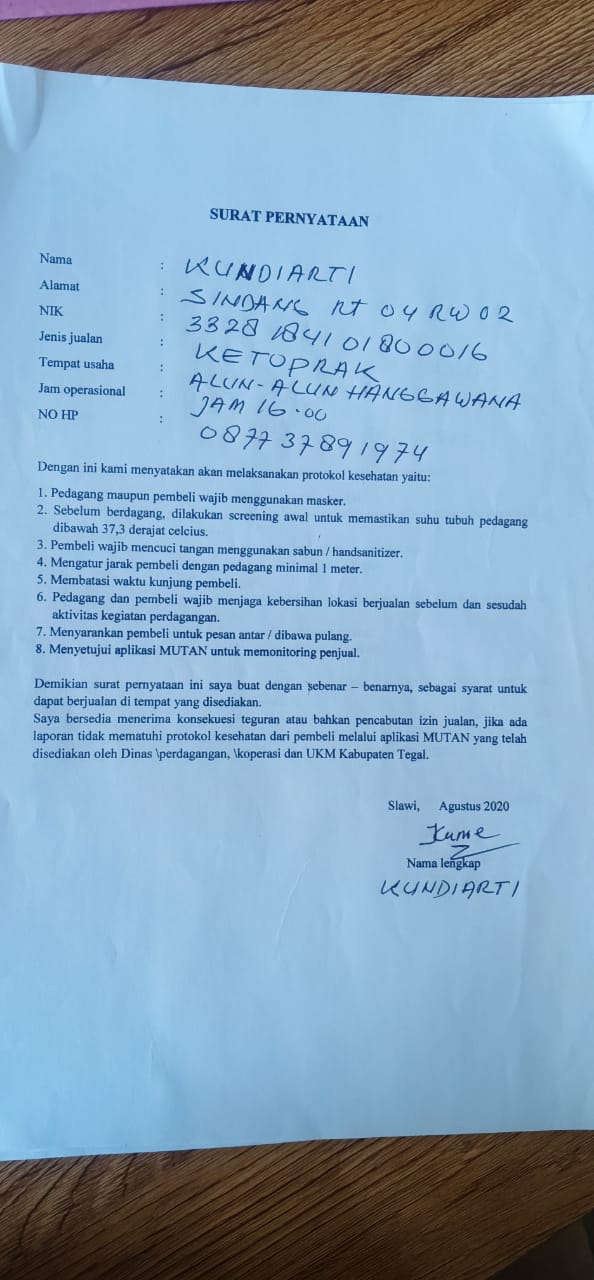 SURAT PERNYATAAN
Nama : KUNDIARTI
Alamat : SINDANG Rt 04 RW 02
NIK : 3328184101800016
Jenis jualan : KETOPRAK
Tempat usaha : ALUN-ALUN HANGGAWANA
Jam operasional : JAM 16.00
NO HP : 087737891974
Dengan ini kami menyatakan akan melaksanakan protokol kesehatan yaitu:
1. Pedagang maupun pembeli wajib menggunakan masker.
2. Sebelum berdagang, dilakukan screening awal untuk memastikan suhu tubuh pedagang
dibawah 37,3 derajat celcius.
3. Pembeli wajib mencuci tangan menggunakan sabun / handsanitizer.
4. Mengatur jarak pembeli dengan pedagang minimal 1 meter.
5. Membatasi waktu kunjung pembeli.
6. Pedagang dan pembeli wajib menjaga kebersihan lokasi berjualan sebelum dan sesudah
aktivitas kegiatan perdagangan.
7. Menyarankan pembeli untuk pesan antar / dibawa pulang.
8. Menyetujui aplikasi MUTAN untuk memonitoring penjual.
Demikian surat pernyataan ini saya buat dengan sebenar – benarnya, sebagai syarat untuk
dapat berjualan di tempat yang disediakan.
Saya bersedia menerima konsekuesi teguran atau bahkan pencabutan izin jualan, jika ada
laporan tidak mematuhi protokol kesehatan dari pembeli melalui aplikasi MUTAN yang telah
disediakan oleh Dinas \perdagangan, \koperasi dan UKM Kabupaten Tegal.
Slawi, Agustus 2020
Nama lengkap
KUNDIARTI